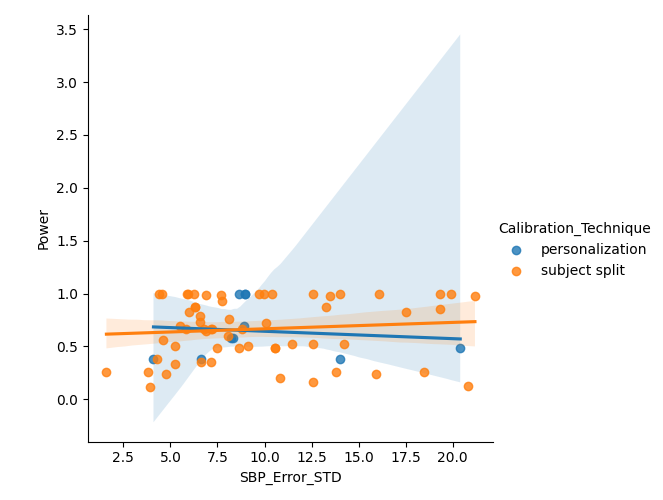 3.5
3.0
2.5
2.0
1.5
1.0
0.5
0.0
Power
2.5 5.0 7.5 10.0 12.5 15.0 17.5 20.0
SBP_Error_STD
Calibration_Technique
personalization
subject split